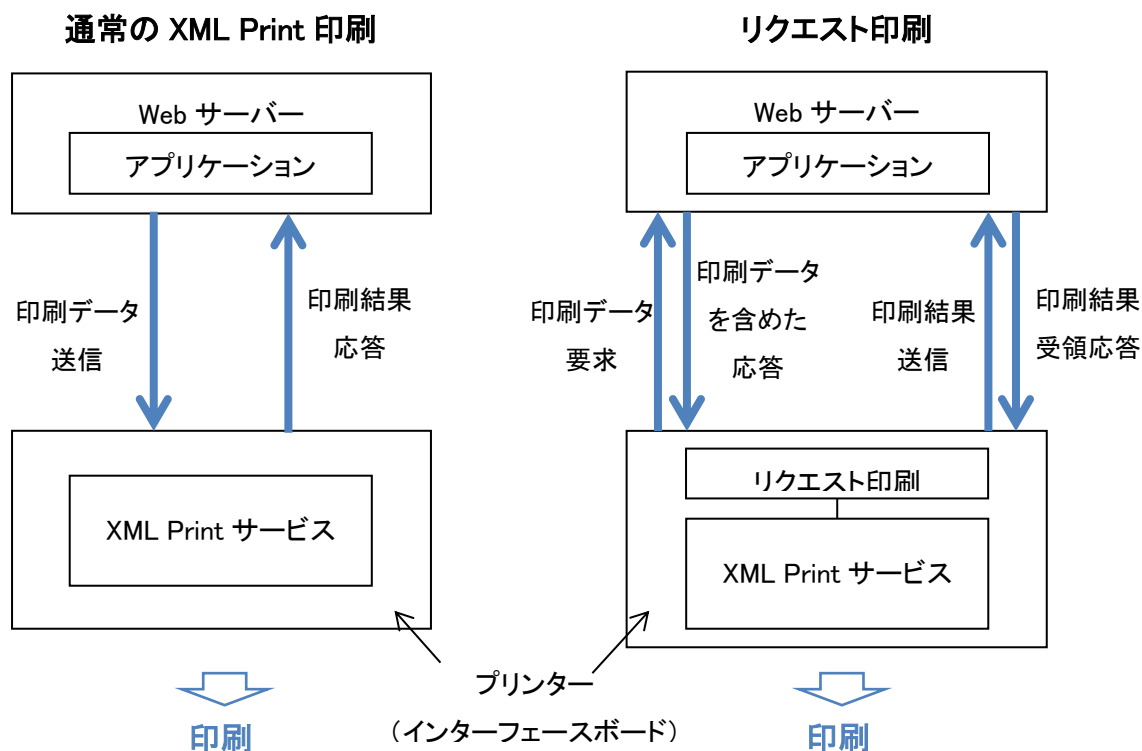 通常の XML Print 印刷
Web サーバー
アプリケーション
印刷データ
送信
印刷結果
応答
XML Print サービス
印刷
リクエスト印刷
Web サーバー
アプリケーション
印刷データ
要求
印刷データ
を含めた
応答
印刷結果
送信
印刷結果
受領応答
リクエスト印刷
XML Print サービス
プリンター
（インターフェースボード）
印刷